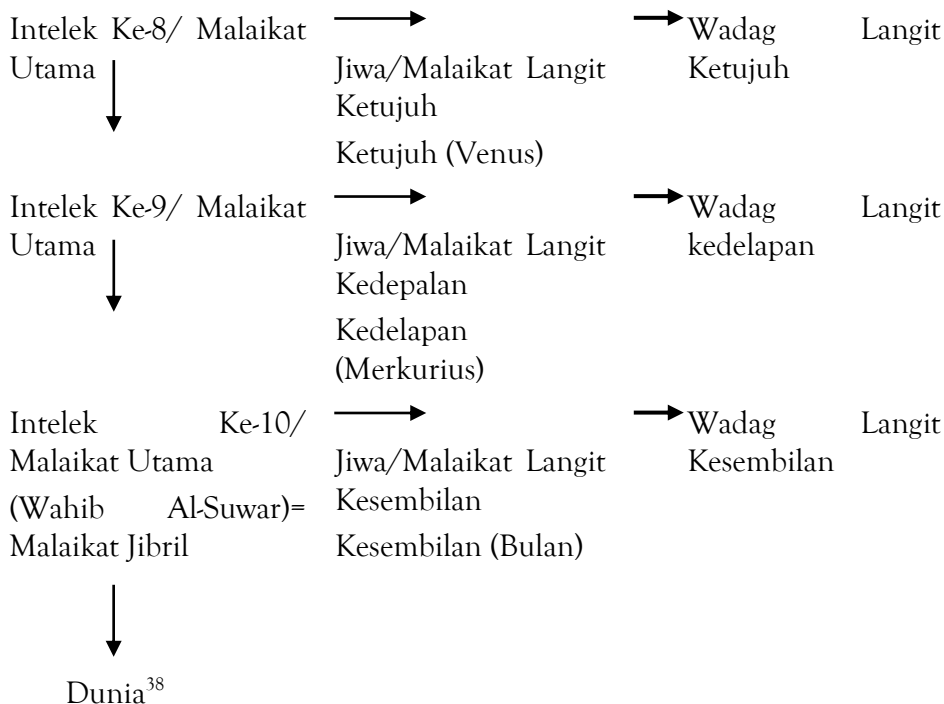 Intelek Ke-8/ Malaikat Utama
Jiwa/Malaikat Langit Ketujuh
Ketujuh (Venus)
Wadag Langit Ketujuh
Intelek Ke-9/ Malaikat Utama
Jiwa/Malaikat Langit Kedepalan
Kedelapan (Merkurius)
Wadag Langit kedelapan
Intelek Ke-10/ Malaikat Utama
(Wahib Al-Suwar)= Malaikat Jibril
Jiwa/Malaikat Langit Kesembilan
Kesembilan (Bulan)
Wadag Langit Kesembilan
Dunia38